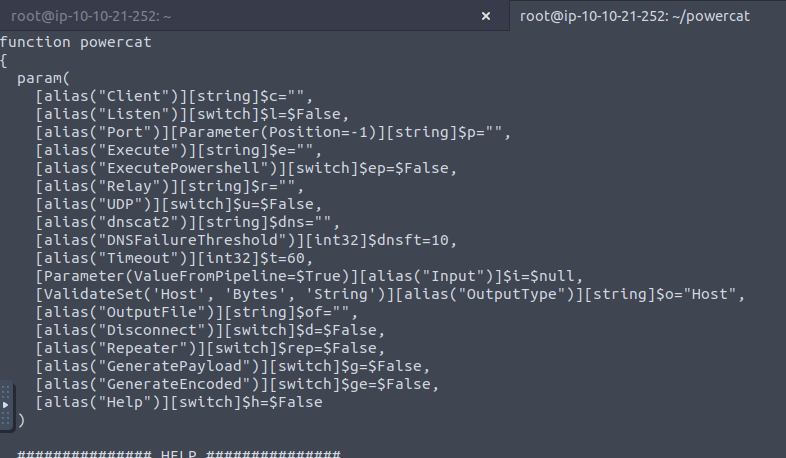 root@ip-10-10-21-252: ~ × root@ip-10-10-21-252: ~/powercat
function powercat
{
  param(
    [alias("Client")][string]$c="",
    [alias("Listen")][switch]$l=$False,
    [alias("Port")][Parameter(Position=-1)][string]$p="",
    [alias("Execute")][string]$e="",
    [alias("ExecutePowershell")][switch]$ep=$False,
    [alias("Relay")][string]$r="",
    [alias("UDP")][switch]$u=$False,
    [alias("dnscat2")][string]$dns="",
    [alias("DNSFailureThreshold")][int32]$dnsft=10,
    [alias("Timeout")][int32]$t=60,
    [Parameter(ValueFromPipeline=$True)][alias("Input")]$i=$null,
    [ValidateSet('Host', 'Bytes', 'String')][alias("OutputType")][string]$o="Host",
    [alias("OutputFile")][string]$of="",
    [alias("Disconnect")][switch]$d=$False,
    [alias("Repeater")][switch]$rep=$False,
    [alias("GeneratePayload")][switch]$g=$False,
    [alias("GenerateEncoded")][switch]$ge=$False,
    [alias("Help")][switch]$h=$False
  )
  ############### HELP ###############